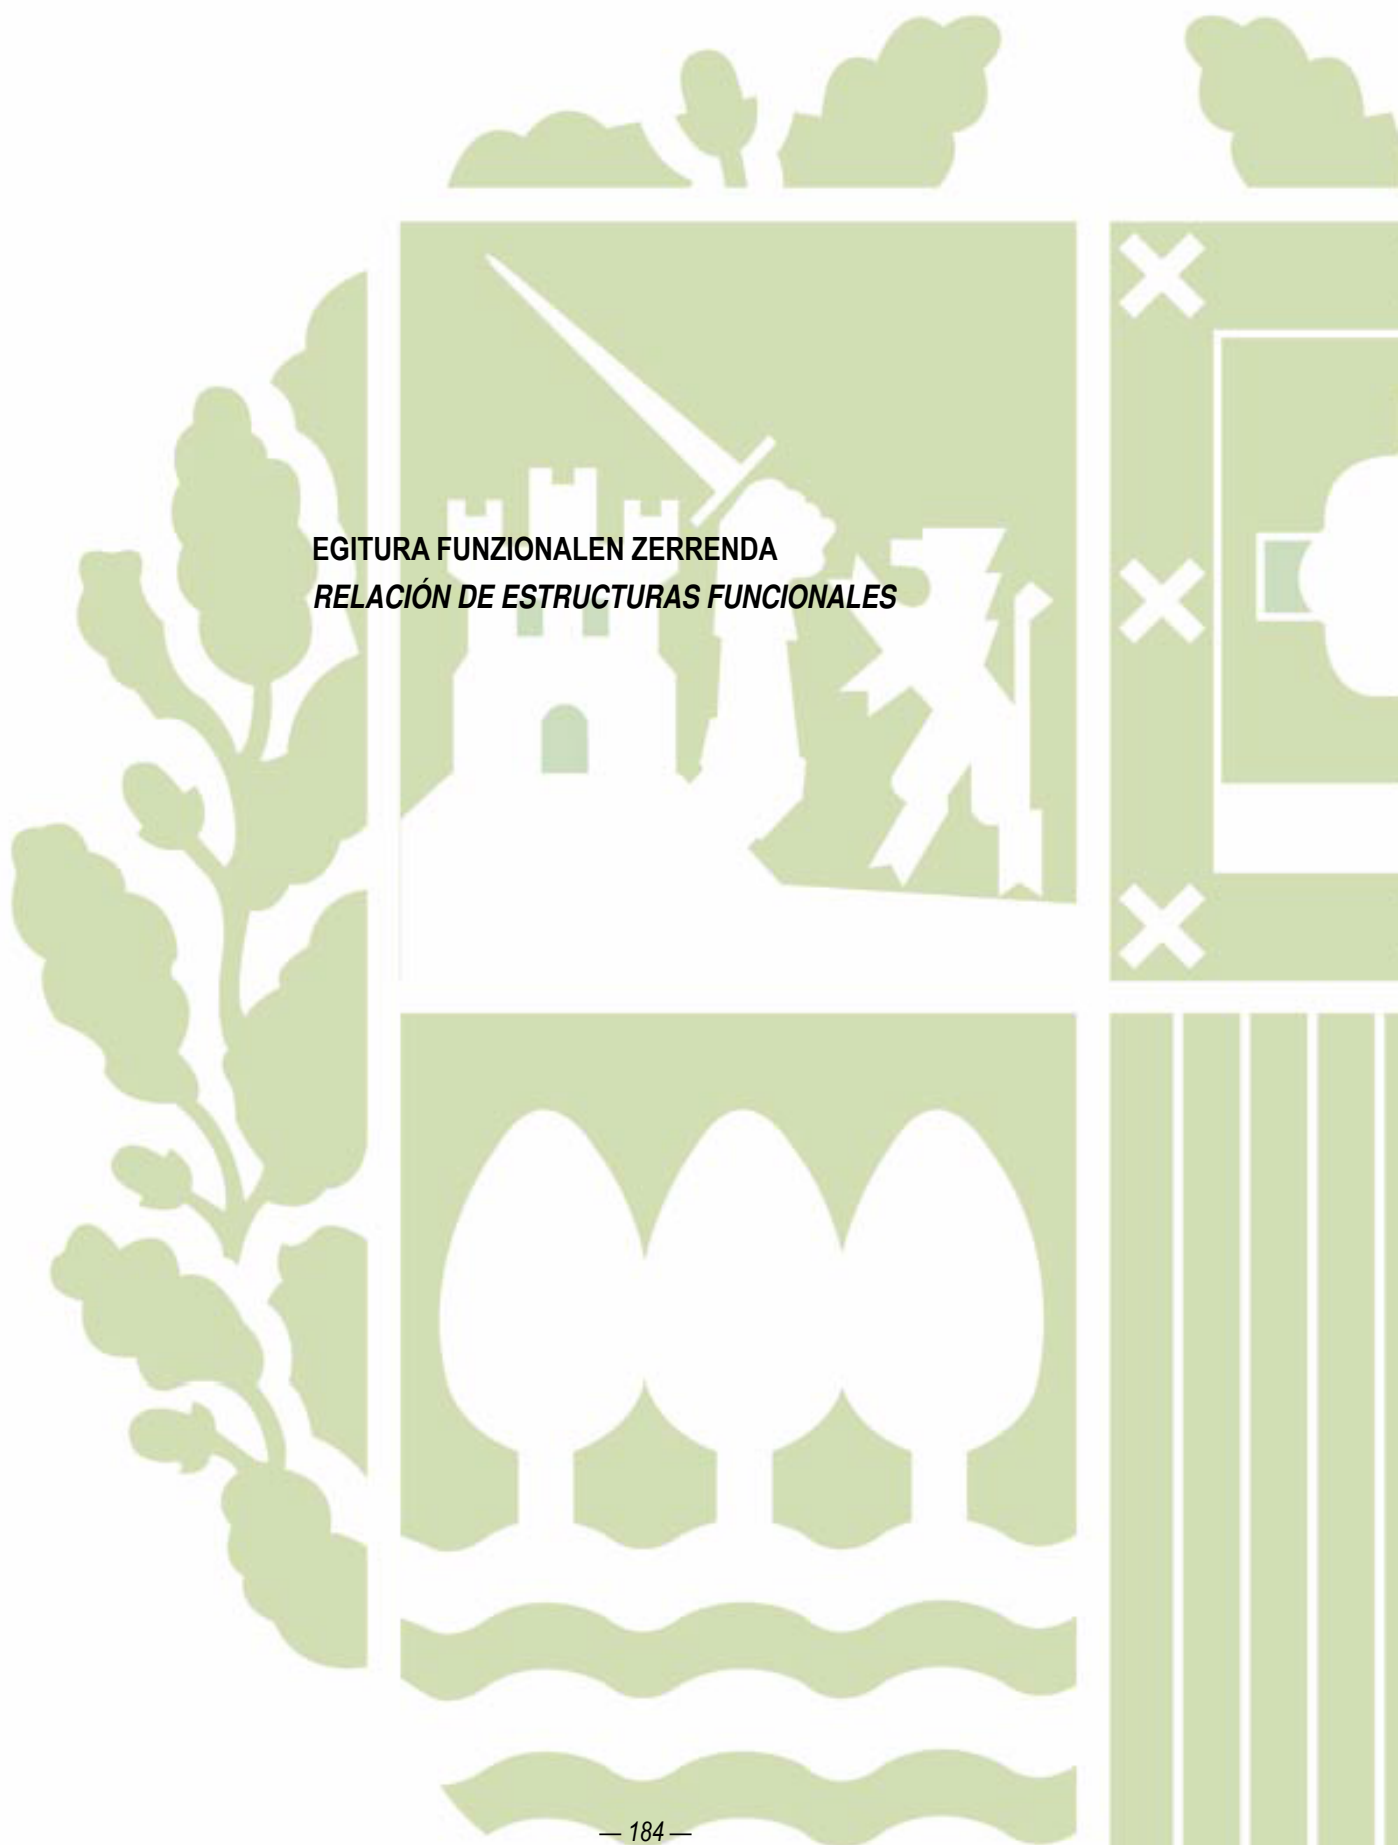 EGITURA FUNZIONALEN ZERRENDA
RELACIÓN DE ESTRUCTURAS FUNCIONALES
— 184 —